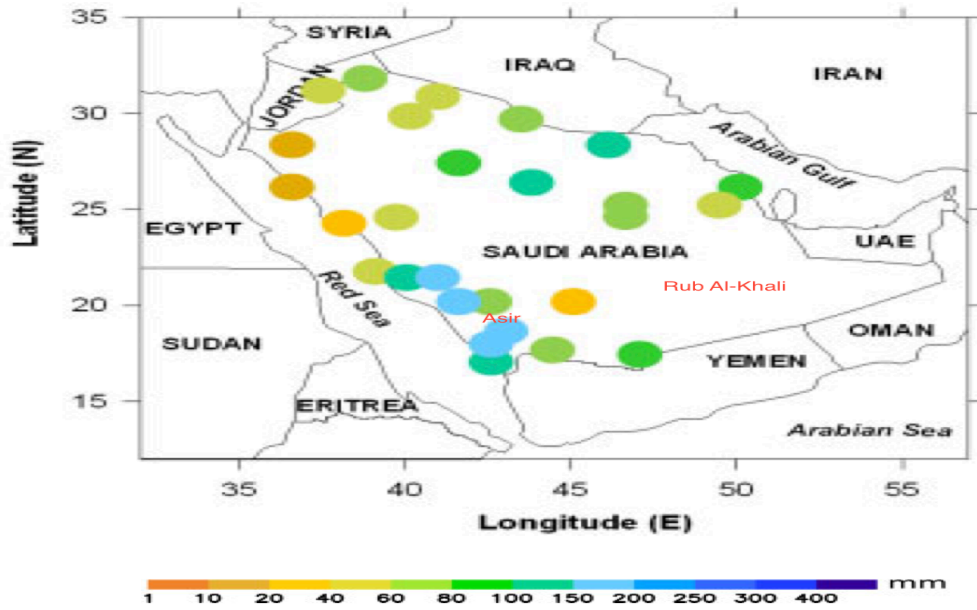 35
30
25
20
15
Latitude (N)
SYRIA
IRAQ
IRAN
JORDAN
Arabian Gulf
EGYPT
SAUDI ARABIA
UAE
Red Sea
Rub Al-Khali
Asir
SUDAN
OMAN
YEMEN
ERITREA
Arabian Sea
35 40 45 50 55
Longitude (E)
mm
1 10 20 40 60 80 100 150 200 250 300 400